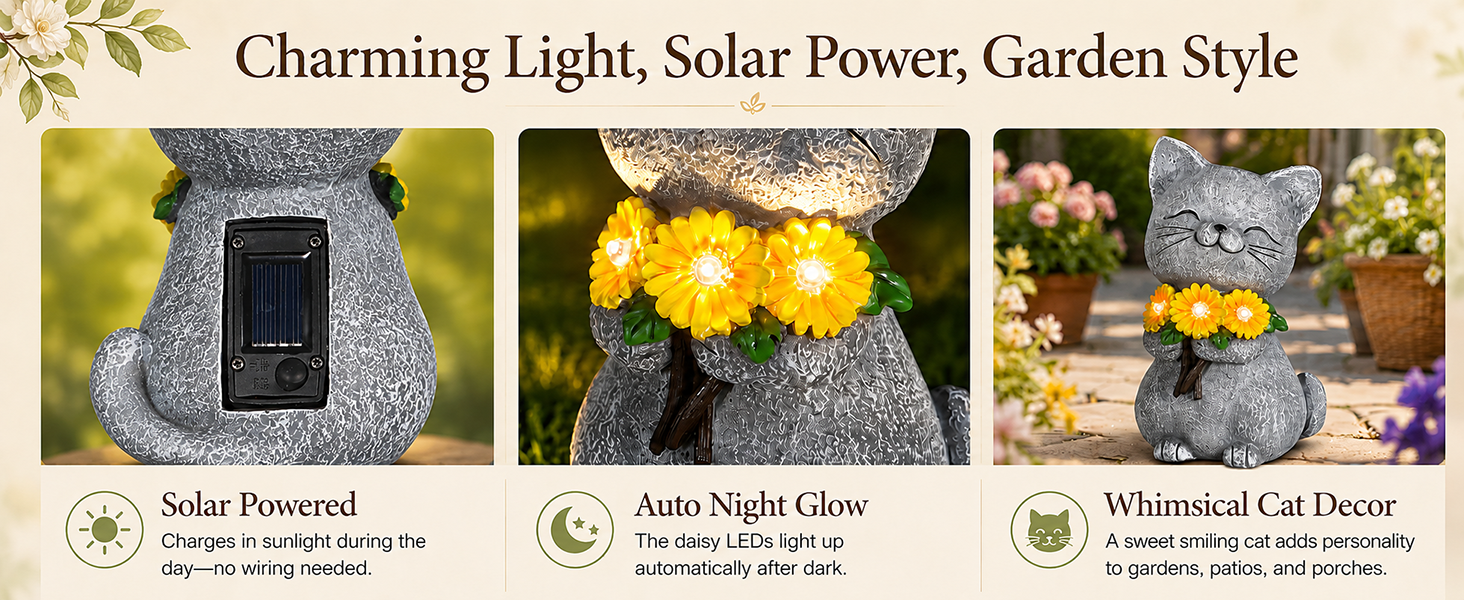 Charming Light, Solar Power, Garden Style
Solar Powered
Charges in sunlight during the
day—no wiring needed.
Auto Night Glow
The daisy LEDs light up
automatically after dark.
Whimsical Cat Decor
A sweet smiling cat adds personality
to gardens, patios, and porches.